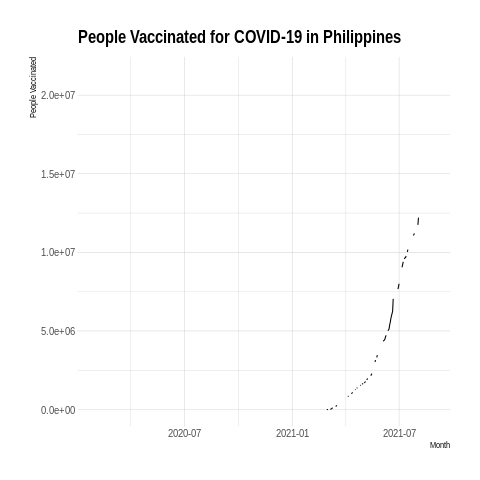 People Vaccinated for COVID-19 in Philippines
People Vaccinated
2.0e+07
1.5e+07
1.0e+07
5.0e+06
0.0e+00
2020-07 2021-01 2021-07
Month